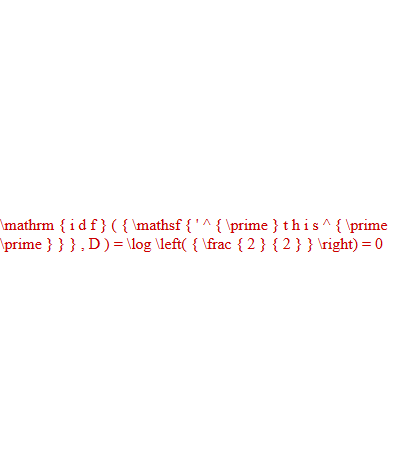 \mathrm { i d f } ( { \mathsf { ' ^ { \prime } t h i s ^ { \prime
\prime } } } , D ) = \log \left( { \frac { 2 } { 2 } } \right) = 0